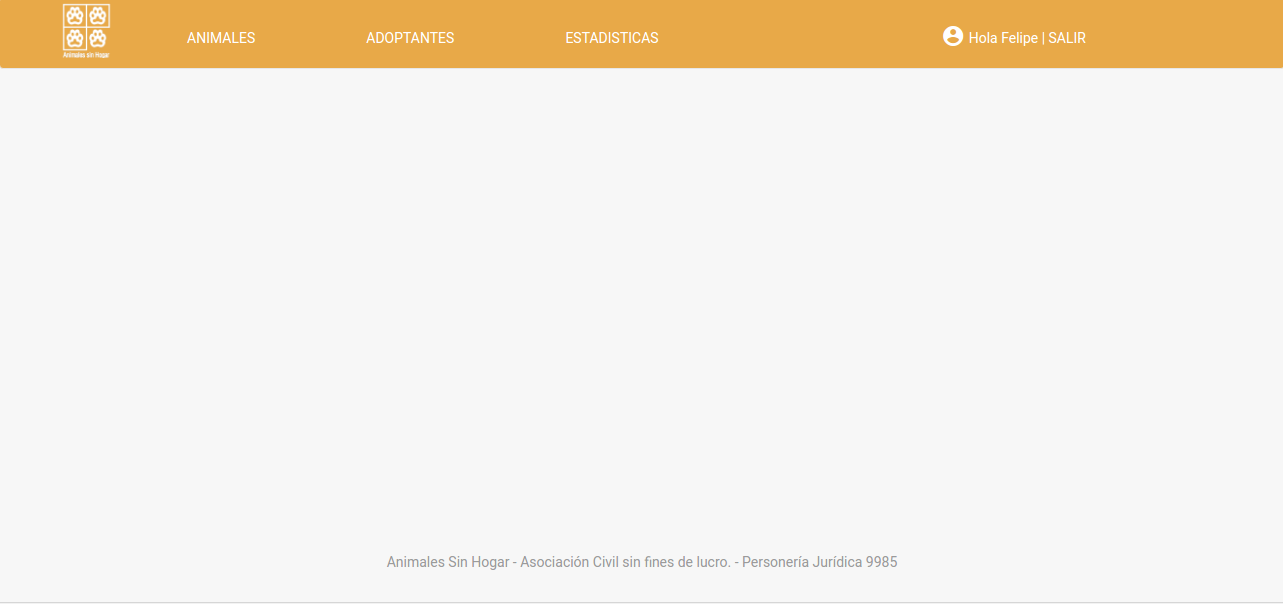 Animales sin Hogar
ANIMALES ADOPTANTES ESTADISTICAS Hola Felipe | SALIR
Animales Sin Hogar - Asociación Civil sin fines de lucro. - Personería Jurídica 9985